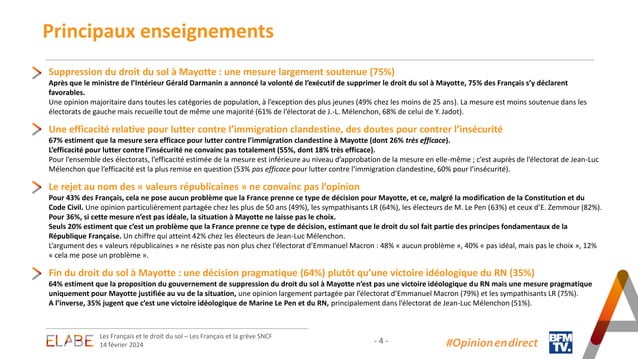 Principaux enseignements
Suppression du droit du sol à Mayotte : une mesure largement soutenue (75%)
Après que le ministre de l'Intérieur Gérald Darmanin a annoncé la volonté de l'exécutif de supprimer le droit du sol à Mayotte, 75% des Français s'y déclarent
favorables.
Une opinion majoritaire dans toutes les catégories de population, à l'exception des plus jeunes (49% chez les moins de 25 ans). La mesure est moins soutenue dans les
électorats de gauche mais recueille tout de même une majorité (61% de l'électorat de J.-L. Mélenchon, 68% de celui de Y. Jadot).
Une efficacité relative pour lutter contre l'immigration clandestine, des doutes pour contrer l'insécurité
67% estiment que la mesure sera efficace pour lutter contre l'immigration clandestine à Mayotte (dont 26% très efficace).
L'efficacité pour lutter contre l'insécurité ne convainc pas totalement (55%, dont 18% très efficace).
Pour l'ensemble des électorats, l'efficacité estimée de la mesure est inférieure au niveau d'approbation de la mesure en elle-même ; c'est auprès de l'électorat de Jean-Luc
Mélenchon que l'efficacité est la plus remise en question (53% pas efficace pour lutter contre l'immigration clandestine, 60% pour l'insécurité).
Le rejet au nom des « valeurs républicaines » ne convainc pas l'opinion
Pour 43% des Français, cela ne pose aucun problème que la France prenne ce type de décision pour Mayotte, et ce, malgré la modification de la Constitution et du
Code Civil. Une opinion particulièrement partagée chez les plus de 50 ans (49%), les sympathisants LR (64%), les électeurs de M. Le Pen (63%) et ceux d'E. Zemmour (82%).
Pour 36%, si cette mesure n'est pas idéale, la situation à Mayotte ne laisse pas le choix.
Seuls 20% estiment que c'est un problème que la France prenne ce type de décision, estimant que le droit du sol fait partie des principes fondamentaux de la
République Française. Un chiffre qui atteint 42% chez les électeurs de Jean-Luc Mélenchon.
L'argument des « valeurs républicaines » ne résiste pas non plus chez l'électorat d'Emmanuel Macron : 48% « aucun problème », 40% « pas idéal, mais pas le choix », 12%
« cela me pose un problème ».
Fin du droit du sol à Mayotte : une décision pragmatique (64%) plutôt qu'une victoire idéologique du RN (35%)
64% estiment que la proposition du gouvernement de suppression du droit du sol à Mayotte n'est pas une victoire idéologique du RN mais une mesure pragmatique
uniquement pour Mayotte justifiée au vu de la situation, une opinion largement partagée par l'électorat d'Emmanuel Macron (79%) et les sympathisants LR (75%).
A l'inverse, 35% jugent que c'est une victoire idéologique de Marine Le Pen et du RN, principalement dans l'électorat de Jean-Luc Mélenchon (51%).
ELABE
Les Français et le droit du sol – Les Français et la grève SNCF
14 février 2024
- 4 -
#Opinionendirect
BFM
TV.